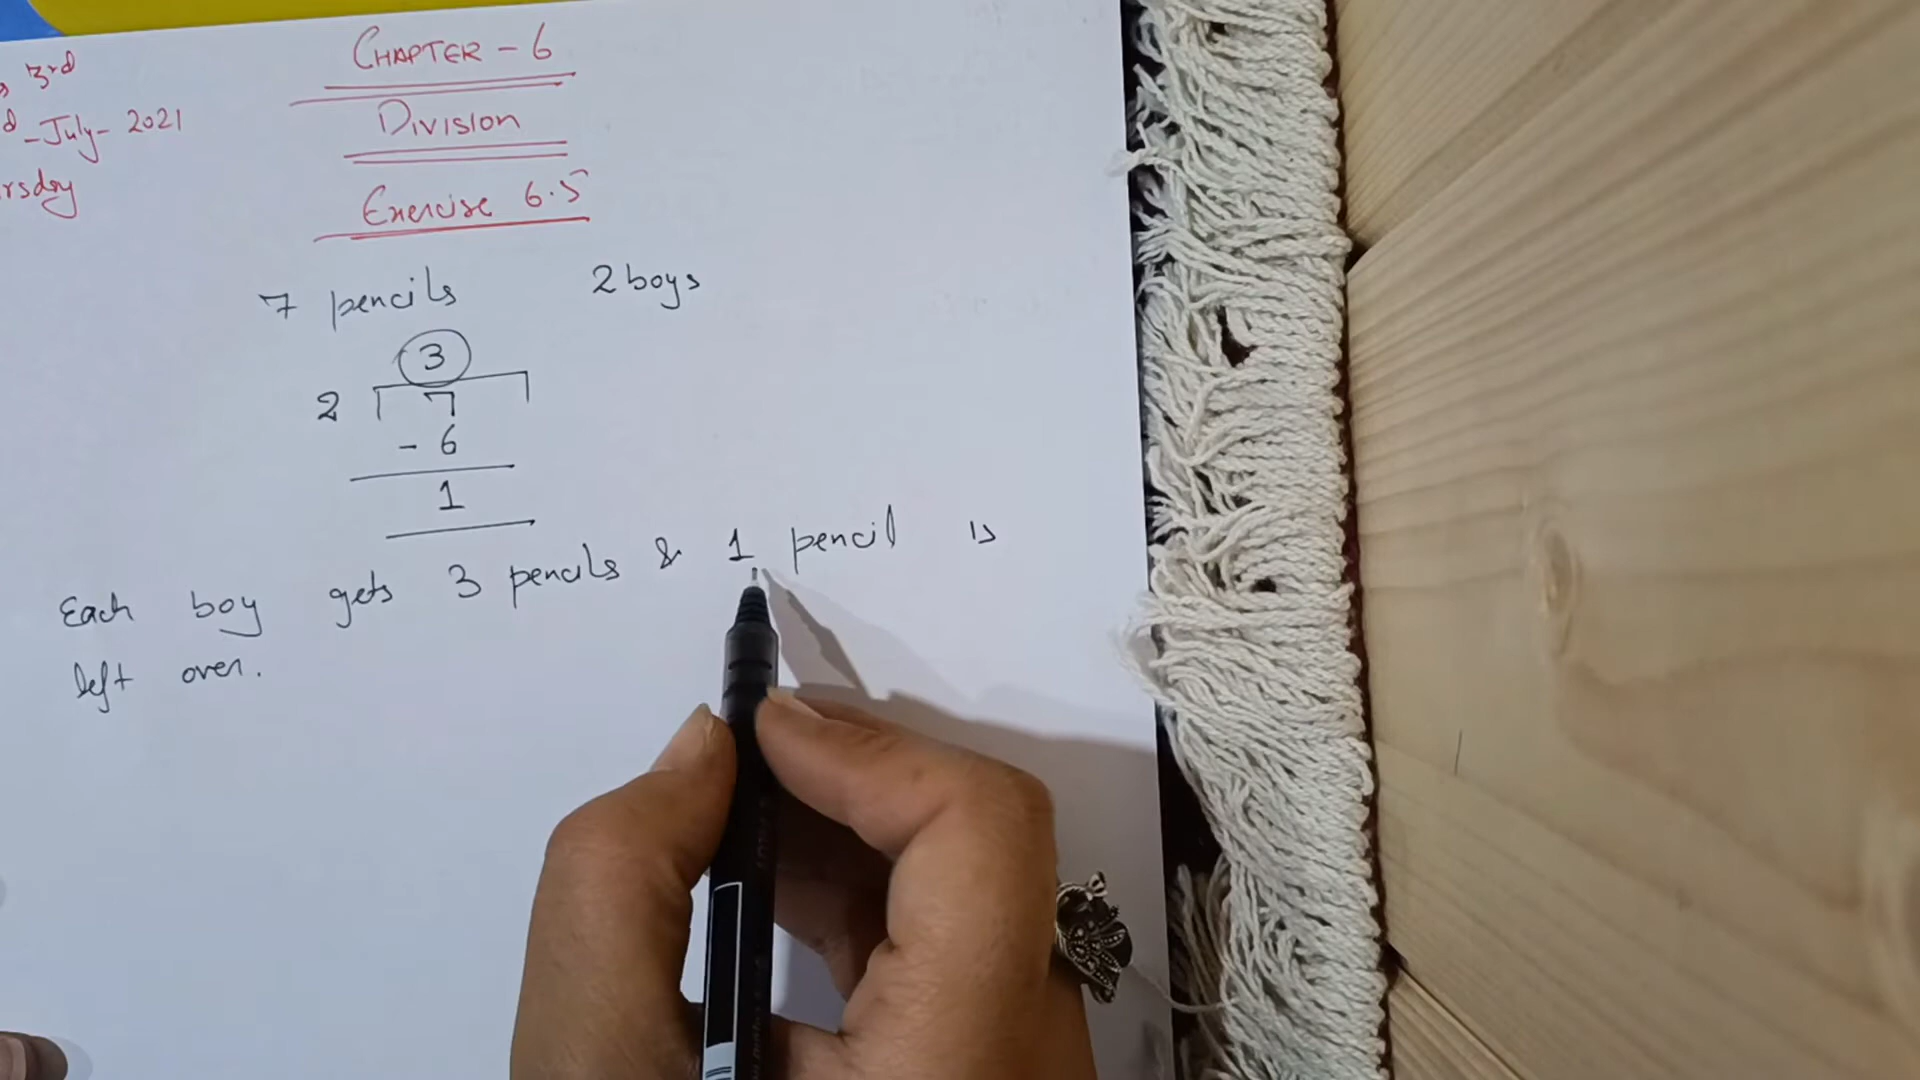 3rd
CHAPTER - 6
- July - 2021
Division
Exercise 6.5
7 pencils 2 boys
3
2 7
- 6
1
Each boy gets 3 pencils & 1 pencil is
left over.